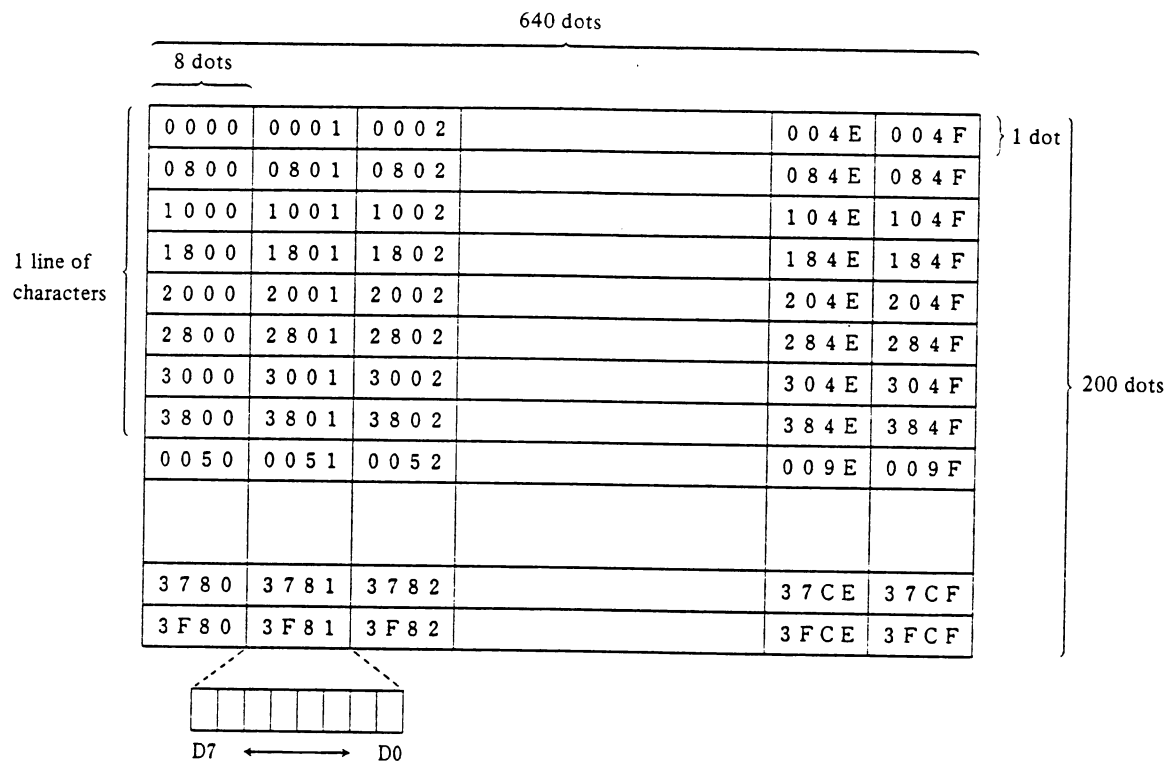 640 dots
8 dots
0000 0001 0002 004E 004F 1 dot
0800 0801 0802 084E 084F
1000 1001 1002 104E 104F
1800 1801 1802 184E 184F
1 line of
characters
2000 2001 2002 204E 204F
2800 2801 2802 284E 284F
3000 3001 3002 304E 304F
200 dots
3800 3801 3802 384E 384F
0050 0051 0052 009E 009F
3780 3781 3782 37CE 37CF
3F80 3F81 3F82 3FCE 3FCF
D7 D0